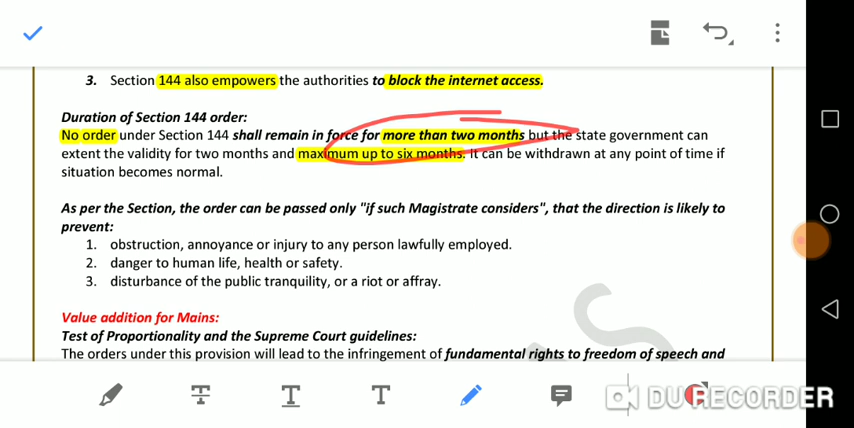 3. Section 144 also empowers the authorities to block the internet access.
Duration of Section 144 order:
No order under Section 144 shall remain in force for more than two months but the state government can
extent the validity for two months and maximum up to six months. It can be withdrawn at any point of time if
situation becomes normal.
As per the Section, the order can be passed only "if such Magistrate considers", that the direction is likely to
prevent:
1. obstruction, annoyance or injury to any person lawfully employed.
2. danger to human life, health or safety.
3. disturbance of the public tranquility, or a riot or affray.
Value addition for Mains:
Test of Proportionality and the Supreme Court guidelines:
The orders under this provision will lead to the infringement of fundamental rights to freedom of speech and
DU RECORDER